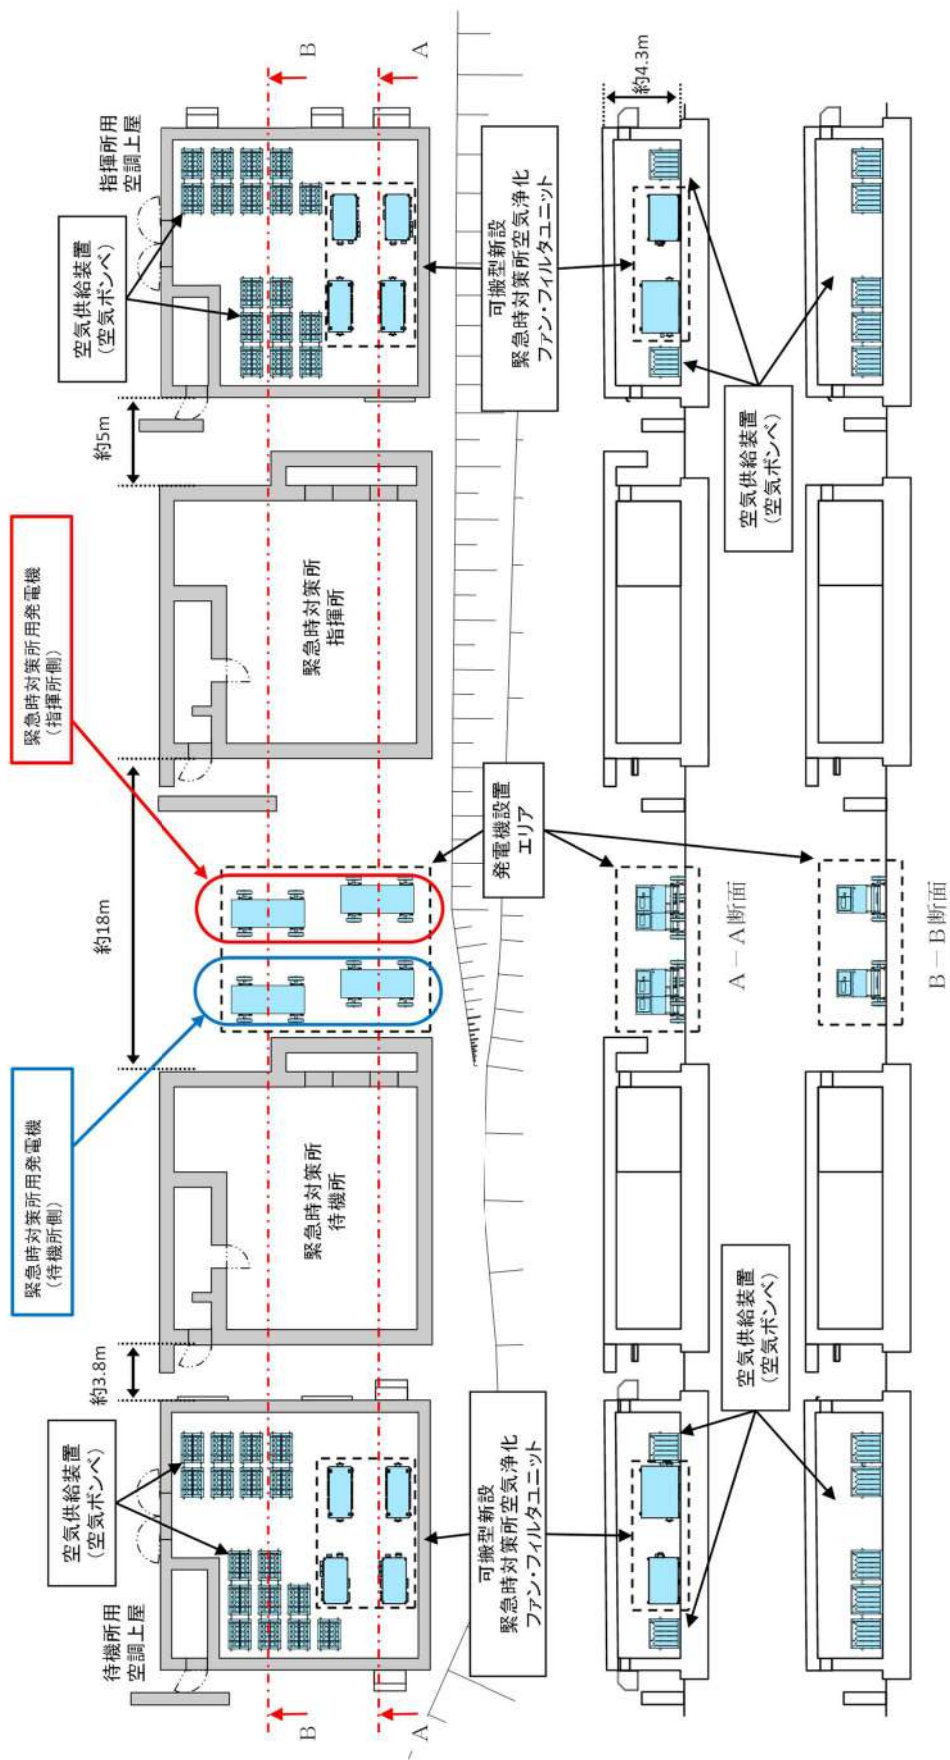 緊急時対策所用発電機
(待機所側)
緊急時対策所用発電機
(指揮所側)
約3.8m
約18m
約5m
待機所用
空調上屋
空気供給装置
(空気ボンベ)
空気供給装置
(空気ボンベ)
指揮所用
空調上屋
緊急時対策所
待機所
緊急時対策所
指揮所
B
B
A
A
可搬型新設
緊急時対策所空気浄化
ファン・フィルタユニット
発電機設置
エリア
可搬型新設
緊急時対策所空気浄化
ファン・フィルタユニット
約4.3m
A－A断面
空気供給装置
(空気ボンベ)
空気供給装置
(空気ボンベ)
B－B断面